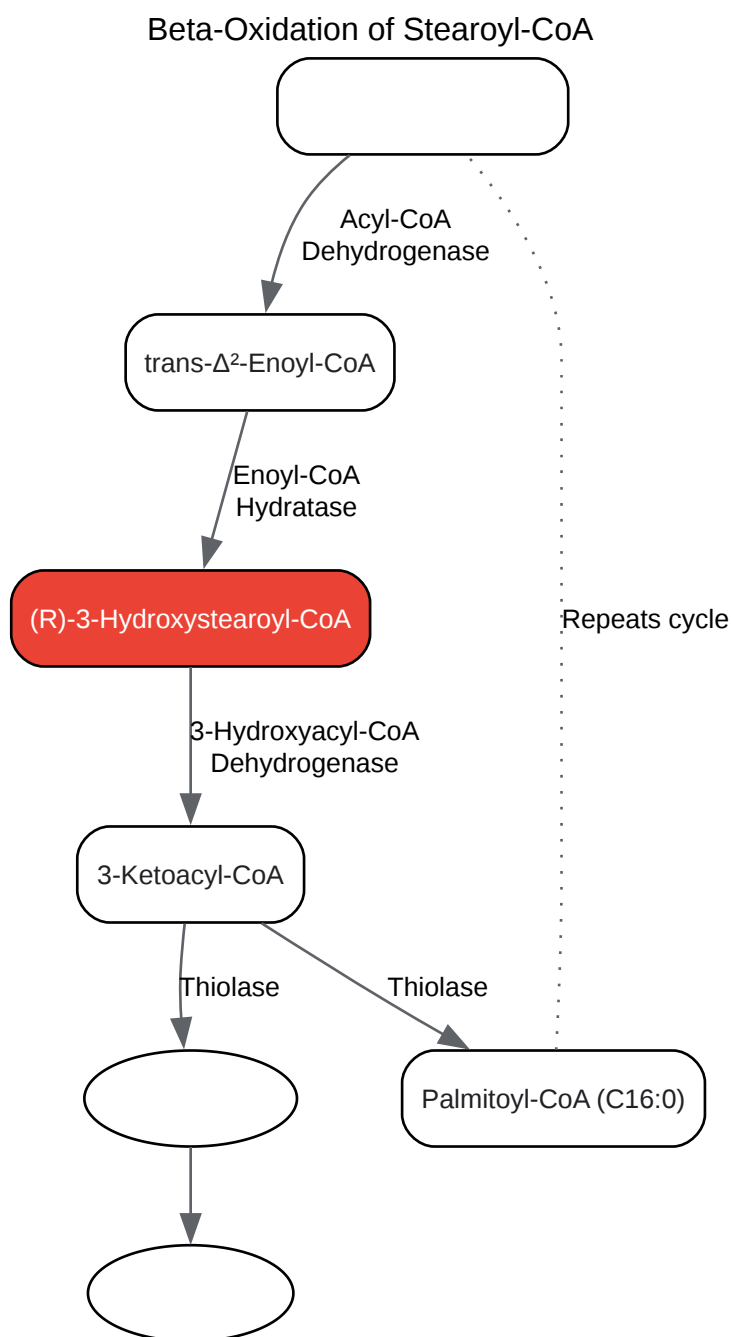 Beta-Oxidation of Stearoyl-CoA
Acyl-CoA
Dehydrogenase
trans-Δ²-Enoyl-CoA
Enoyl-CoA
Hydratase
(R)-3-Hydroxystearoyl-CoA
Repeats cycle
3-Hydroxyacyl-CoA
Dehydrogenase
3-Ketoacyl-CoA
Thiolase
Thiolase
Palmitoyl-CoA (C16:0)